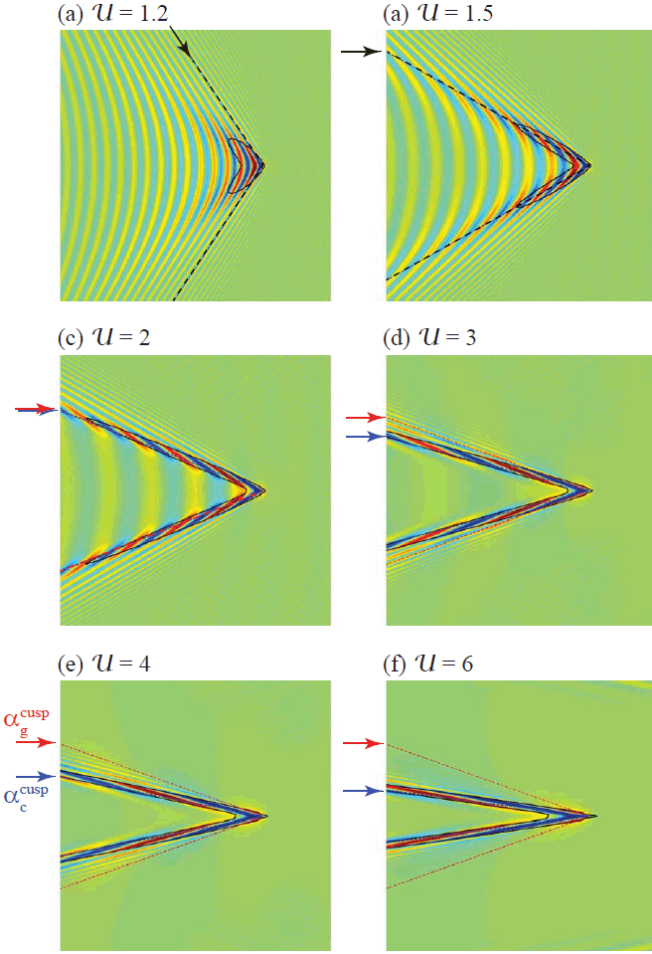 (a) 𝒰 = 1.2
(a) 𝒰 = 1.5
(c) 𝒰 = 2
(d) 𝒰 = 3
(e) 𝒰 = 4
(f) 𝒰 = 6
α_g^cusp
α_c^cusp